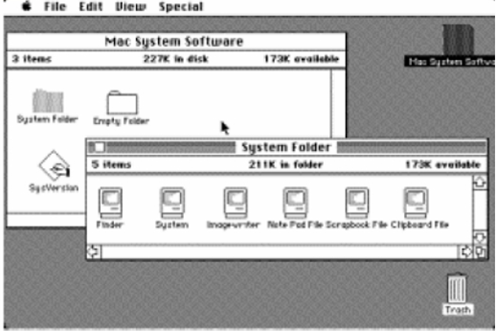 File Edit View Special
Mac System Software
3 items 227K in disk 173K available
Mac System Softwa
System Folder
Empty Folder
System Folder
5 items 211K in folder 173K available
SysVersion
Finder System Imagewriter Note Pad File Scrapbook File Clipboard File
Trash